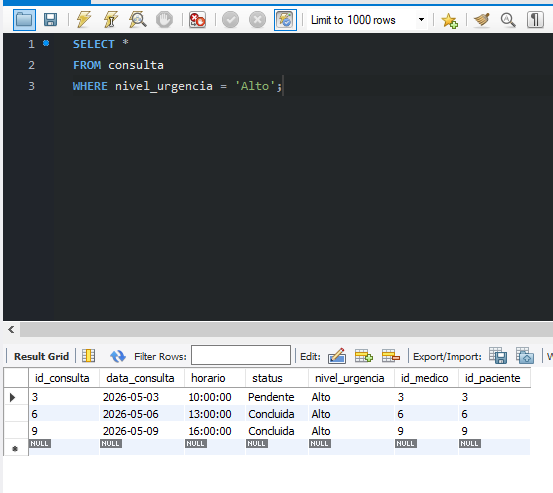 Limit to 1000 rows
1 SELECT *
2 FROM consulta
3 WHERE nivel_urgencia = 'Alto';
Result Grid Filter Rows: Edit: Export/Import: W
id_consulta data_consulta horario status nivel_urgencia id_medico id_paciente
3 2026-05-03 10:00:00 Pendente Alto 3 3
6 2026-05-06 13:00:00 Concluida Alto 6 6
9 2026-05-09 16:00:00 Concluida Alto 9 9
NULL NULL NULL NULL NULL NULL NULL